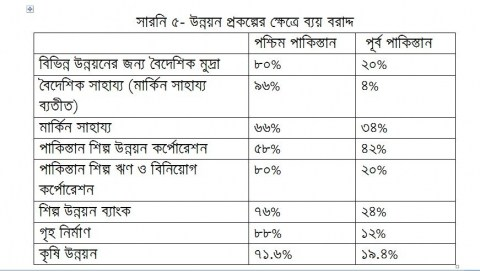 সারনি ৫- উন্নয়ন প্রকল্পের ক্ষেত্রে ব্যয় বরাদ্দ
পশ্চিম পাকিস্তান পূর্ব পাকিস্তান
বিভিন্ন উন্নয়নের জন্য বৈদেশিক মুদ্রা ৮০% ২০%
বৈদেশিক সাহায্য (মার্কিন সাহায্য ৯৬% ৪%
ব্যতীত)
মার্কিন সাহায্য ৬৬% ৩৪%
পাকিস্তান শিল্প উন্নয়ন কর্পোরেশন ৫৮% ৪২%
পাকিস্তান শিল্প ঋণ ও বিনিয়োগ ৮০% ২০%
কর্পোরেশন
শিল্প উন্নয়ন ব্যাংক ৭৬% ২৪%
গৃহ নির্মাণ ৮৮% ১২%
কৃষি উন্নয়ন ৭১.৬% ১৯.৪%